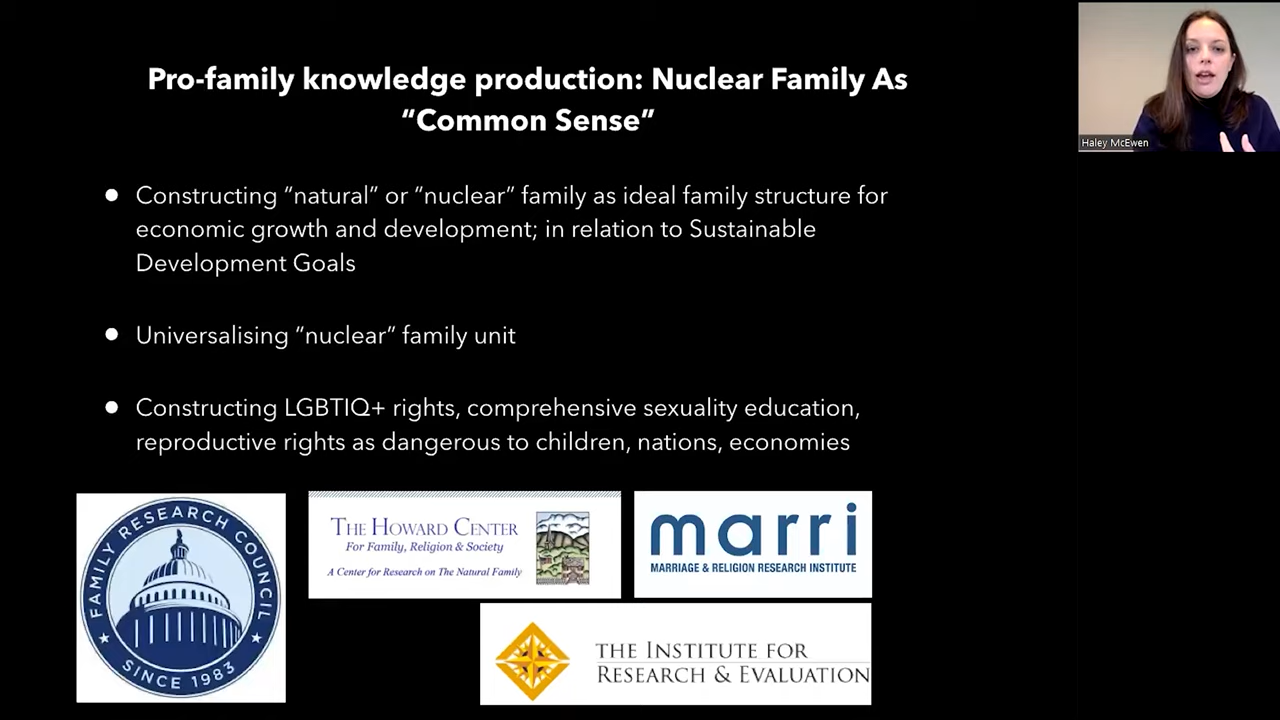 Pro-family knowledge production: Nuclear Family As
“Common Sense”
Haley McEwen
● Constructing “natural” or “nuclear” family as ideal family structure for
economic growth and development; in relation to Sustainable
Development Goals
● Universalising “nuclear” family unit
● Constructing LGBTIQ+ rights, comprehensive sexuality education,
reproductive rights as dangerous to children, nations, economies
FAMILY RESEARCH COUNCIL
SINCE 1983
THE HOWARD CENTER
For Family, Religion & Society
A Center for Research on The Natural Family
marri
MARRIAGE & RELIGION RESEARCH INSTITUTE
THE INSTITUTE FOR
RESEARCH & EVALUATION